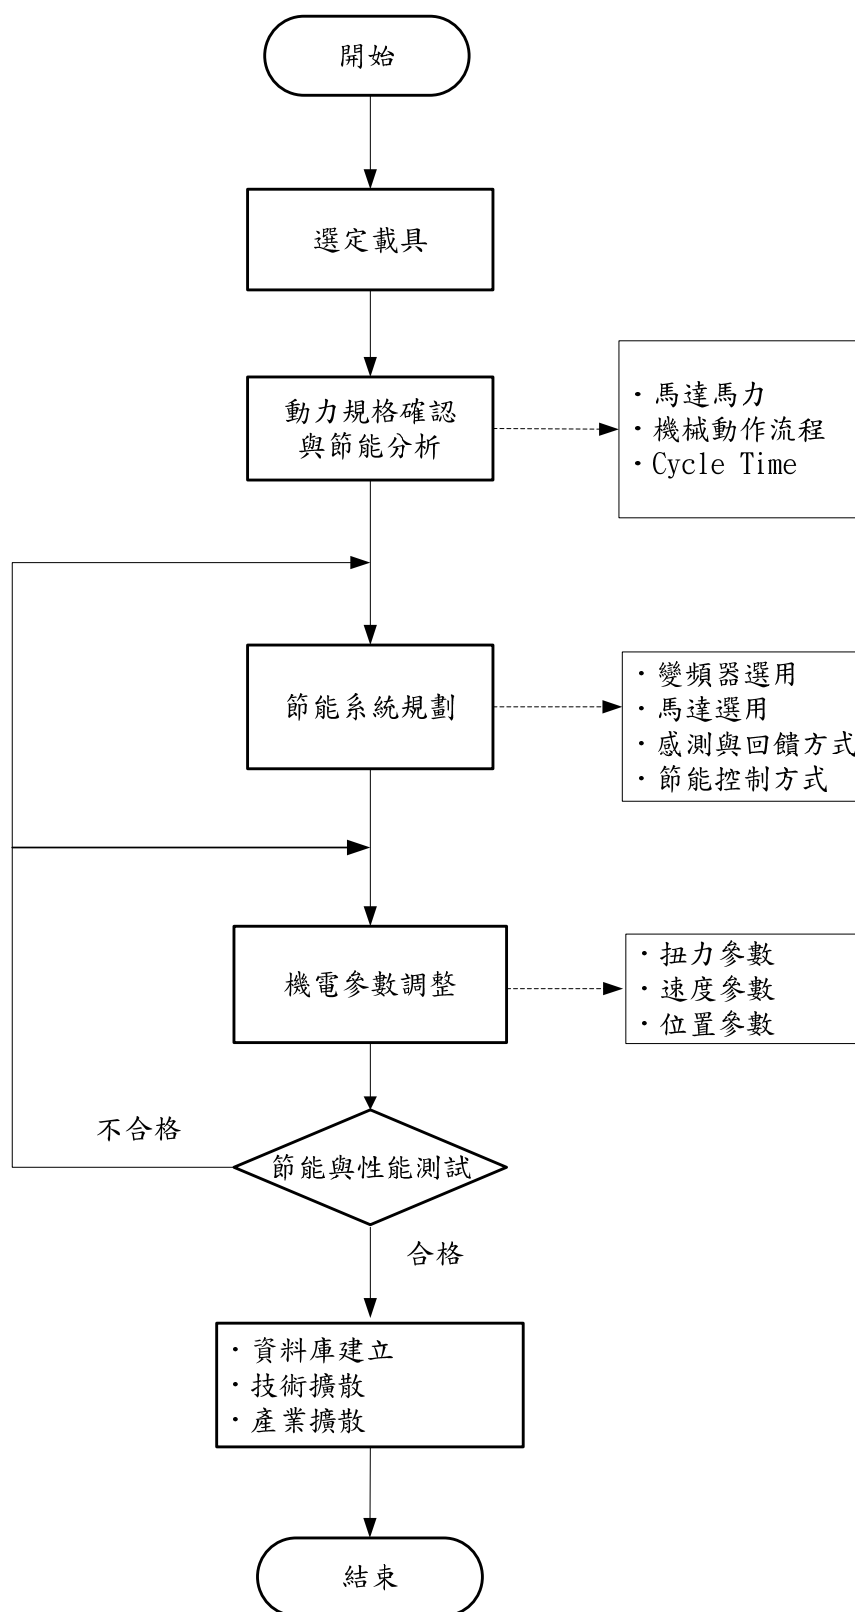 開始
選定載具
動力規格確認
與節能分析
・馬達馬力
・機械動作流程
・Cycle Time
節能系統規劃
・變頻器選用
・馬達選用
・感測與回饋方式
・節能控制方式
機電參數調整
・扭力參數
・速度參數
・位置參數
不合格
節能與性能測試
合格
・資料庫建立
・技術擴散
・產業擴散
結束